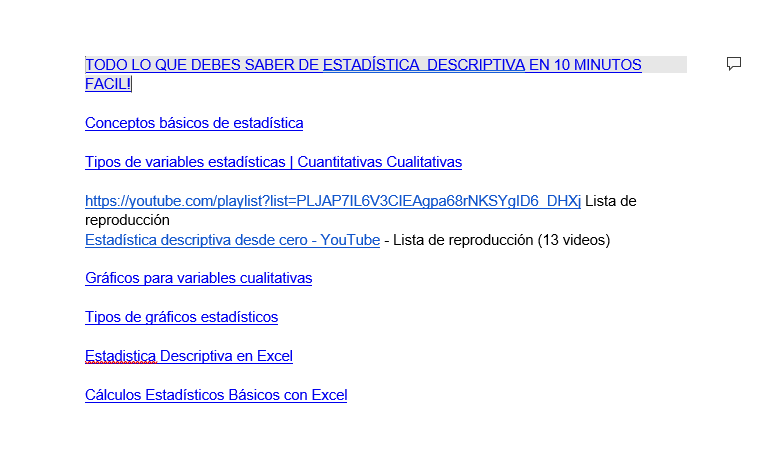 TODO LO QUE DEBES SABER DE ESTADÍSTICA DESCRIPTIVA EN 10 MINUTOS
FACIL!
Conceptos básicos de estadística
Tipos de variables estadísticas | Cuantitativas Cualitativas
https://youtube.com/playlist?list=PLJAP7IL6V3CIEAgpa68rNKSYgID6_DHXj Lista de
reproducción
Estadística descriptiva desde cero - YouTube - Lista de reproducción (13 videos)
Gráficos para variables cualitativas
Tipos de gráficos estadísticos
Estadistica Descriptiva en Excel
Cálculos Estadísticos Básicos con Excel